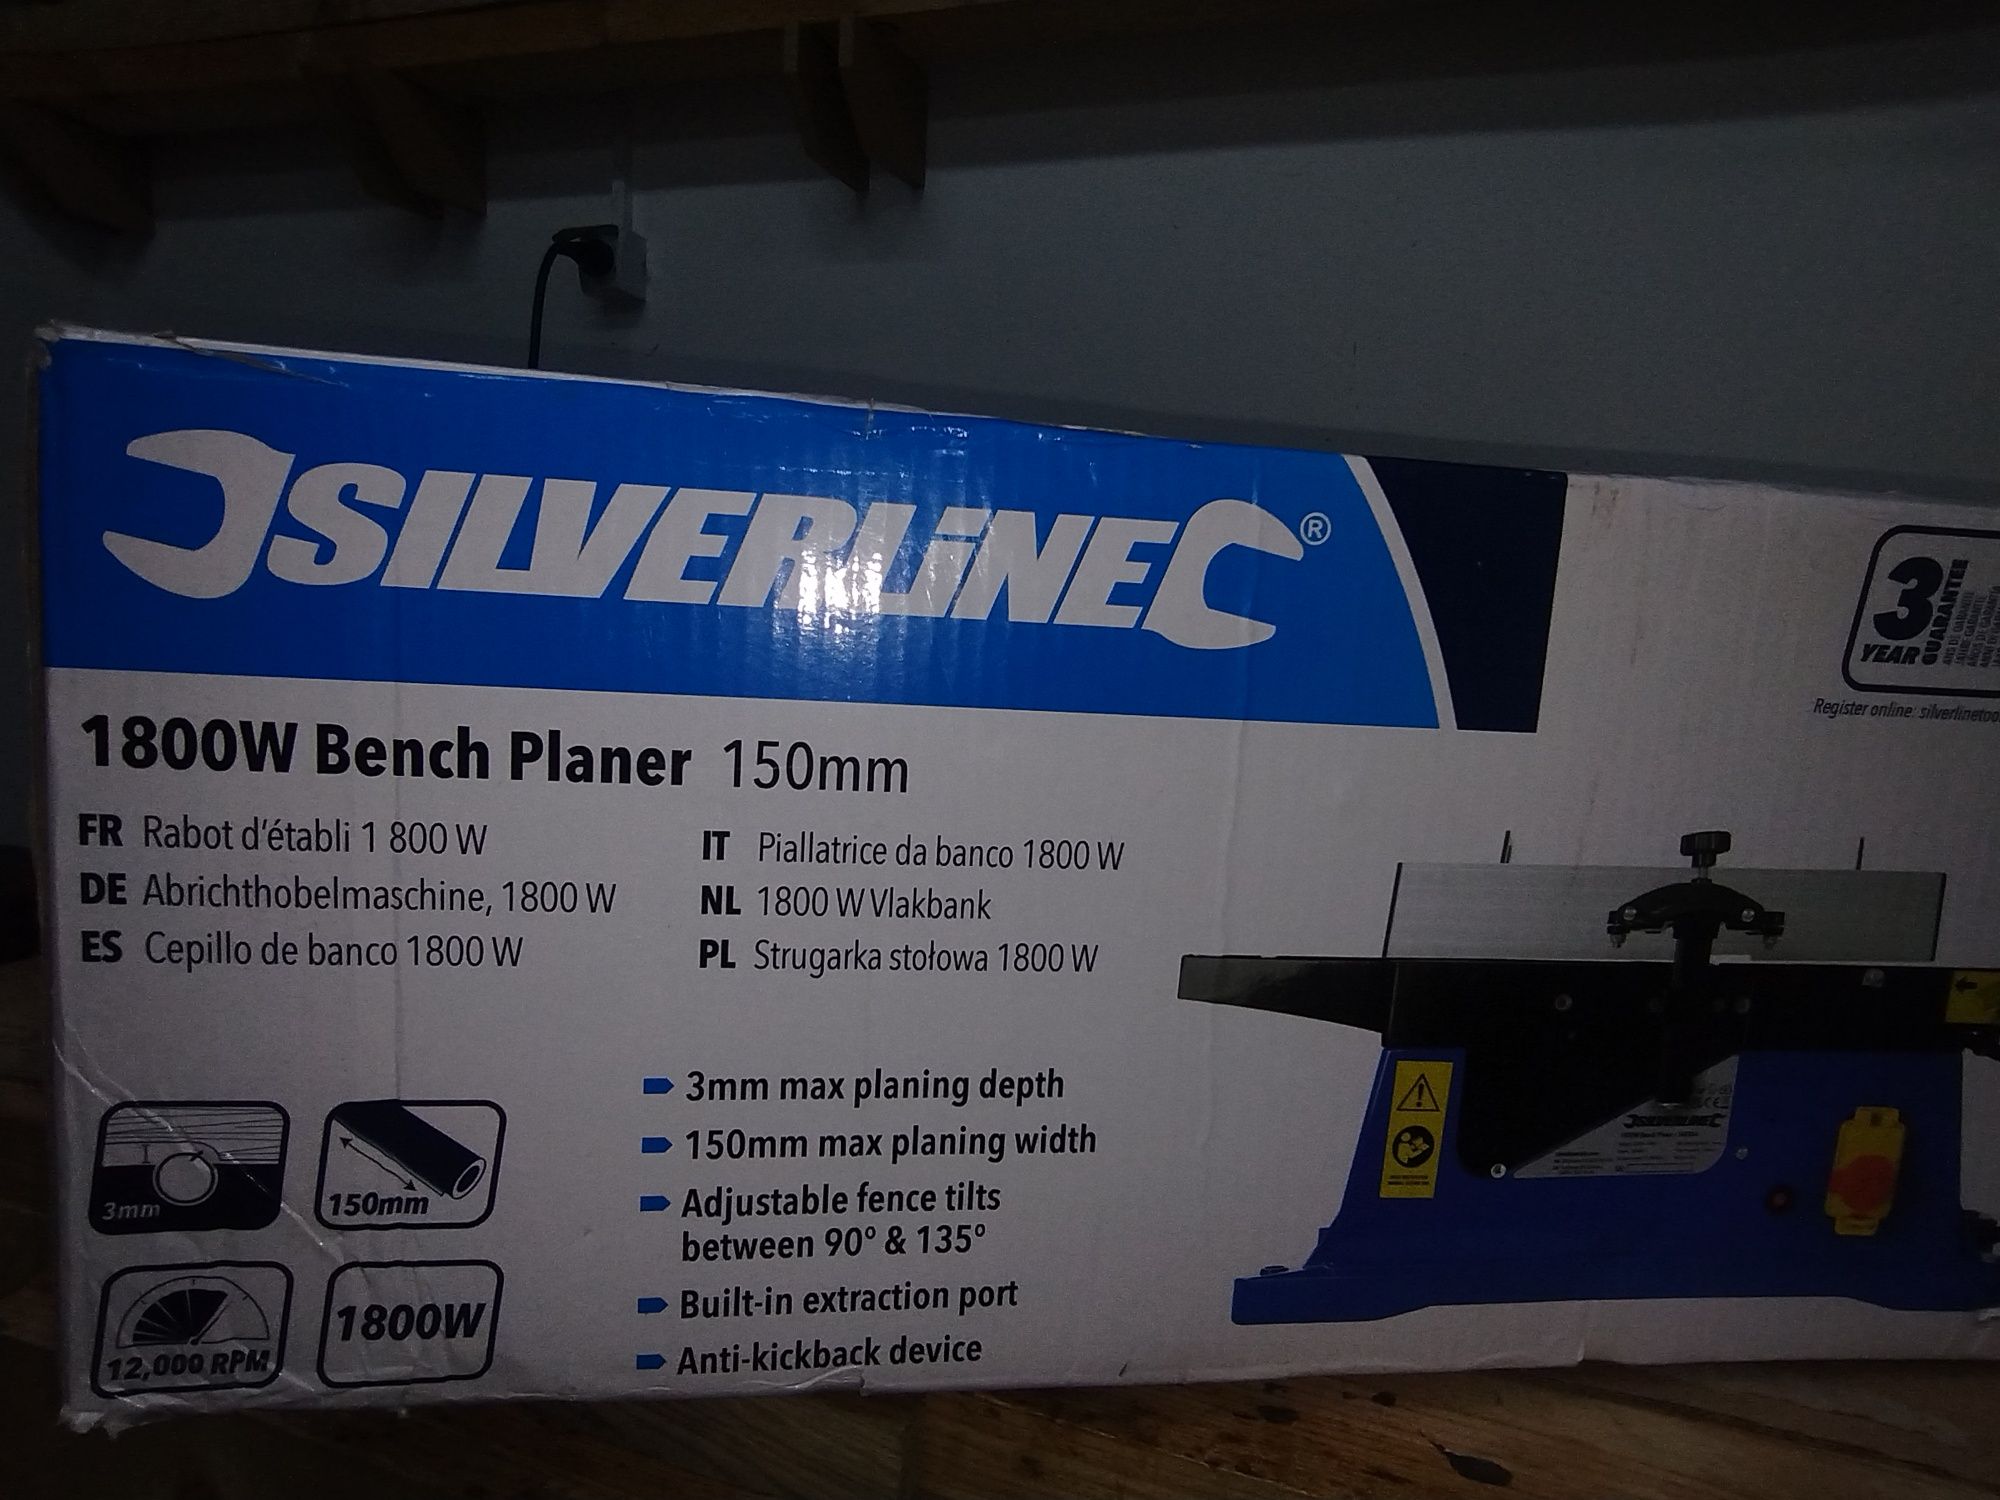 SILVERLINE®
3 YEAR GUARANTEE
Register online:
1800W Bench Planer 150mm
FR Rabot d'établi 1 800 W
DE Abrichthobelmaschine, 1800 W
ES Cepillo de banco 1800 W
IT Piallatrice da banco 1800 W
NL 1800 W Vlakbank
PL Strugarka stołowa 1800 W
3mm max planing depth
150mm max planing width
Adjustable fence tilts
between 90º & 135º
Built-in extraction port
Anti-kickback device
3mm
150mm
12,000 RPM
1800W
SILVERLINE